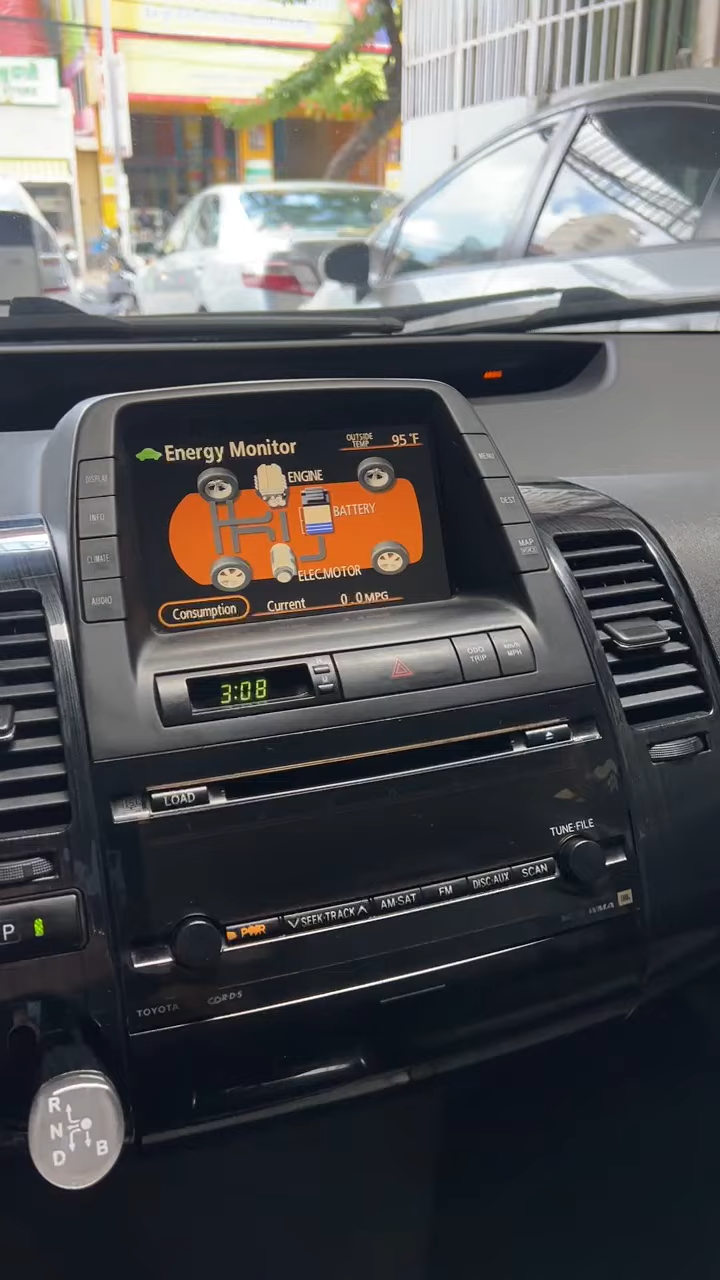 Energy Monitor
OUTSIDE TEMP 95°F
ENGINE
BATTERY
ELEC.MOTOR
Consumption Current 0.0 MPG
DISPLAY
INFO
CLIMATE
AUDIO
MENU
DEST
MAP
3:08
H
M
ODO TRIP
km/h MPH
LOAD
TUNE·FILE
PWR
SEEK·TRACK
AM·SAT
FM
DISC·AUX
SCAN
WMA
JBL
TOYOTA
P
R
N
D
B